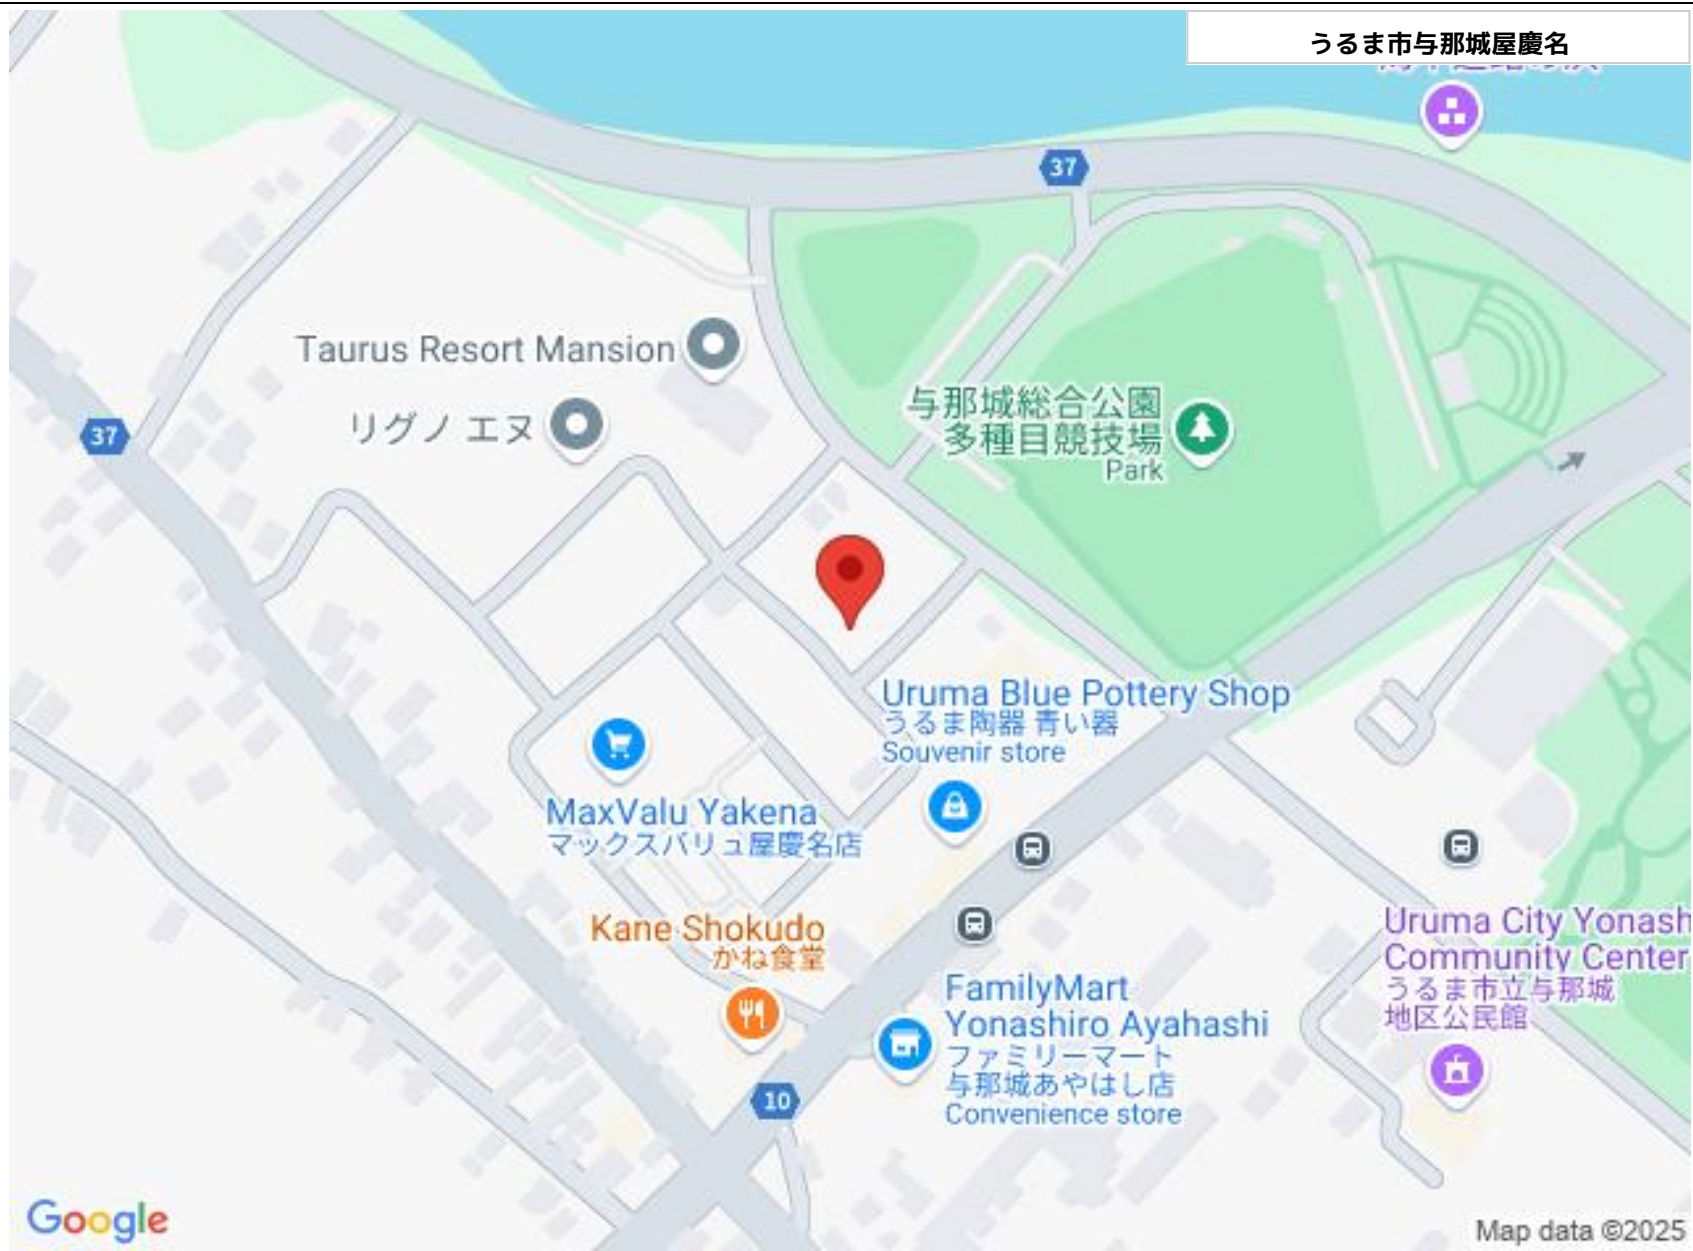 うるま市与那城屋慶名
37
Taurus Resort Mansion
リグノ エヌ
37
与那城総合公園
多種目競技場
Park
Uruma Blue Pottery Shop
うるま陶器 青い器
Souvenir store
MaxValu Yakena
マックスバリュ屋慶名店
Kane Shokudo
かね食堂
Uruma City Yonash
Community Center
うるま市立与那城
地区公民館
FamilyMart
Yonashiro Ayahashi
ファミリーマート
与那城あやはし店
Convenience store
10
Google
Map data ©2025